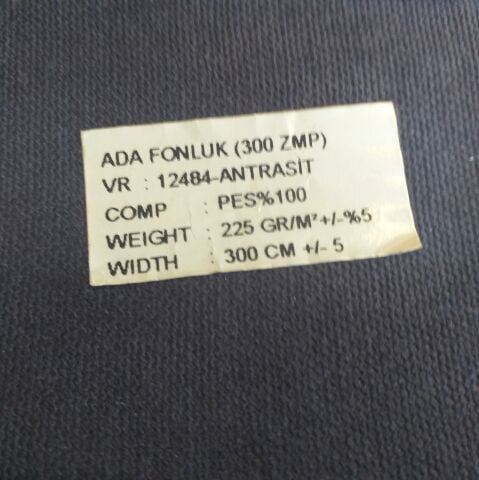 ADA FONLUK (300 ZMP)
VR : 12484-ANTRASİT
COMP : PES%100
WEIGHT : 225 GR/M²+/-%5
WIDTH : 300 CM +/- 5